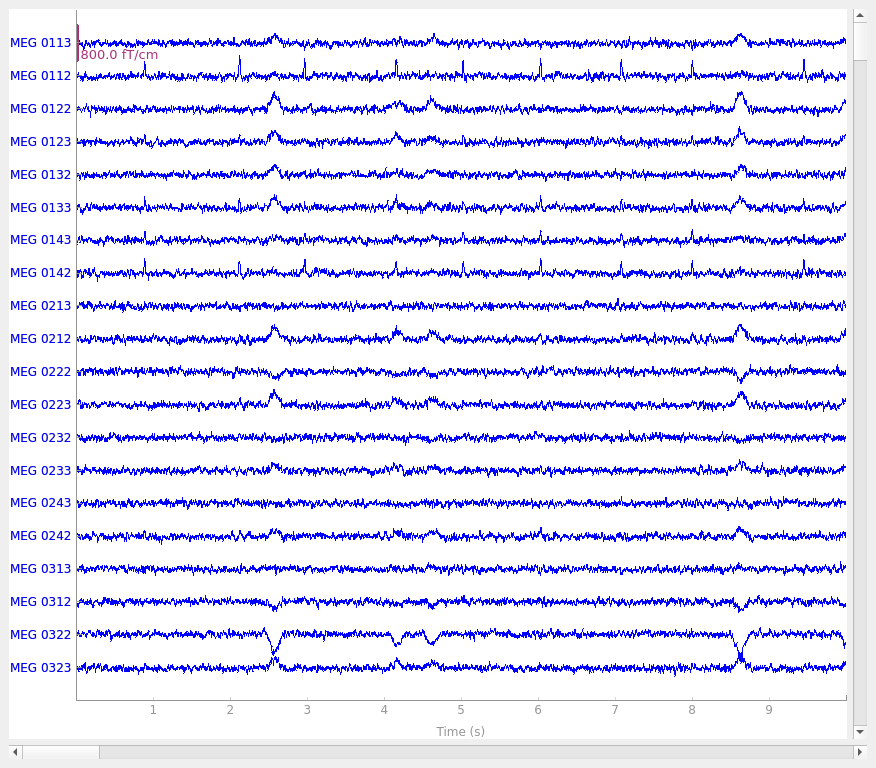 MEG 0113
800.0 fT/cm
MEG 0112
MEG 0122
MEG 0123
MEG 0132
MEG 0133
MEG 0143
MEG 0142
MEG 0213
MEG 0212
MEG 0222
MEG 0223
MEG 0232
MEG 0233
MEG 0243
MEG 0242
MEG 0313
MEG 0312
MEG 0322
MEG 0323
1 2 3 4 5 6 7 8 9
Time (s)